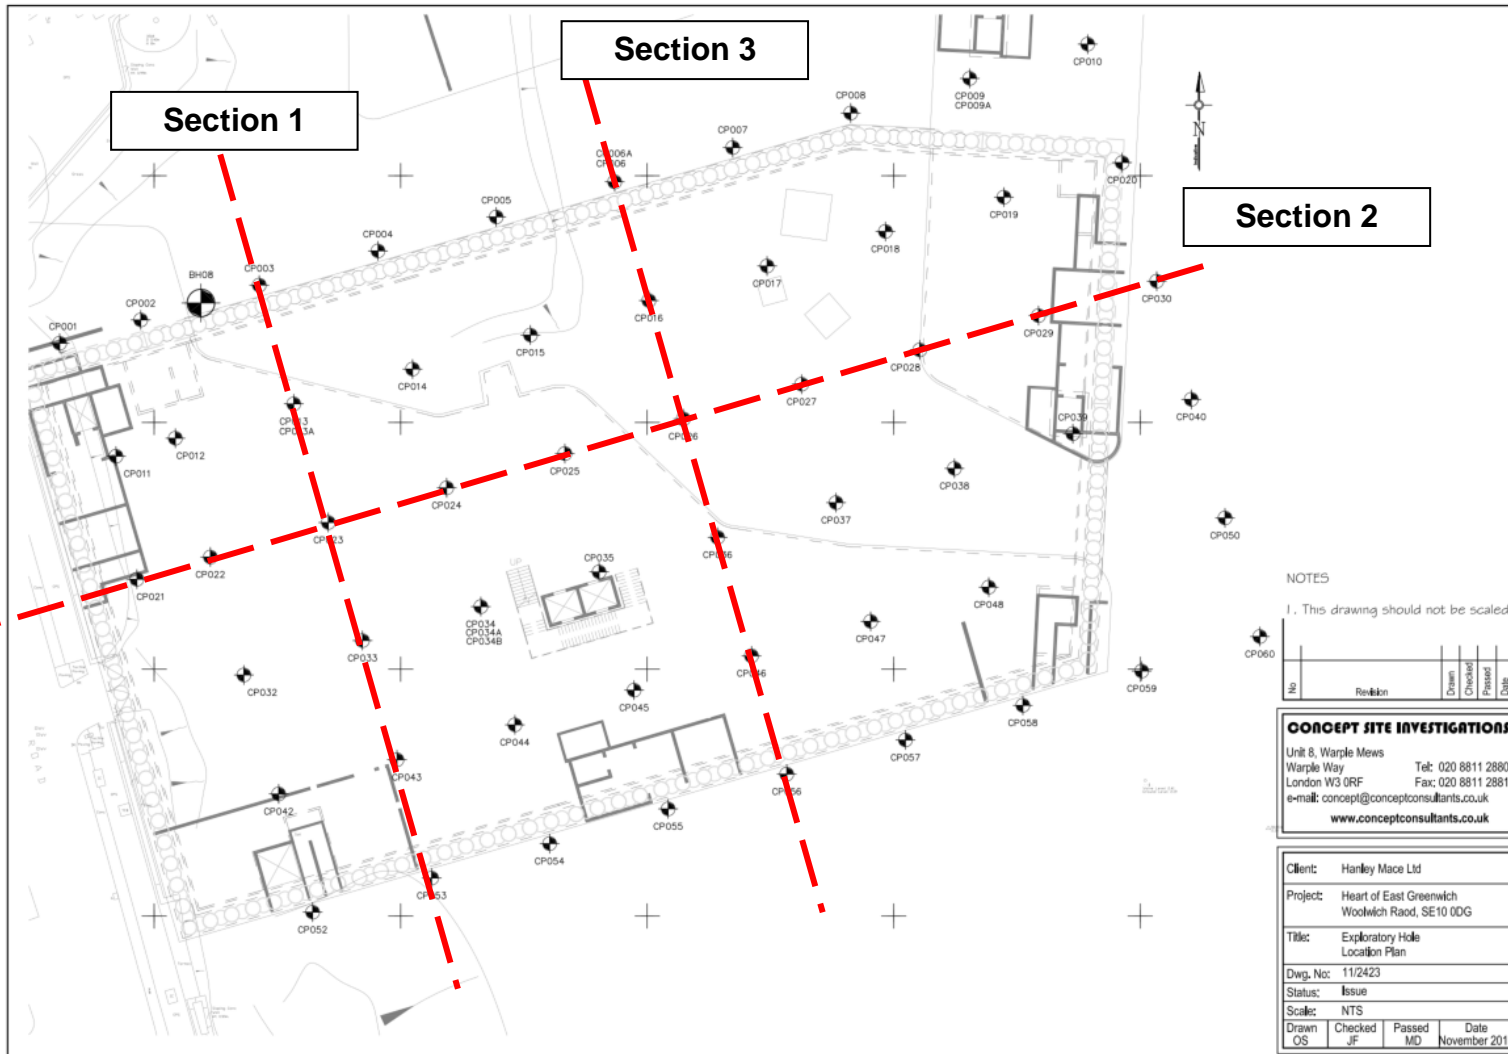 Section 3
Section 1
Section 2
CP010
CP009
CP009A
CP008
CP007
CP006
CP005
CP004
CP003
BH08
CP002
CP001
N
CP020
CP019
CP018
CP017
CP016
CP015
CP014
CP030
CP029
CP028
CP027
CP025
CP024
CP012
CP011
CP022
CP021
CP040
CP039
CP038
CP037
CP050
CP035
CP034
CP034A
CP034B
CP033
CP032
CP048
CP047
CP045
CP044
CP043
CP042
CP060
CP059
CP058
CP057
CP055
CP054
CP052
ROAD
NOTES
1. This drawing should not be scaled
No
Revision
Drawn
Checked
Passed
Date
CONCEPT SITE INVESTIGATIONS
Unit 8, Warple Mews
Warple Way Tel: 020 8811 2880
London W3 0RF Fax: 020 8811 2881
e-mail: concept@conceptconsultants.co.uk
www.conceptconsultants.co.uk
Client: Hanley Mace Ltd
Project: Heart of East Greenwich
Woolwich Raod, SE10 0DG
Title: Exploratory Hole
Location Plan
Dwg. No: 11/2423
Status: Issue
Scale: NTS
Drawn Checked Passed Date
OS JF MD November 201